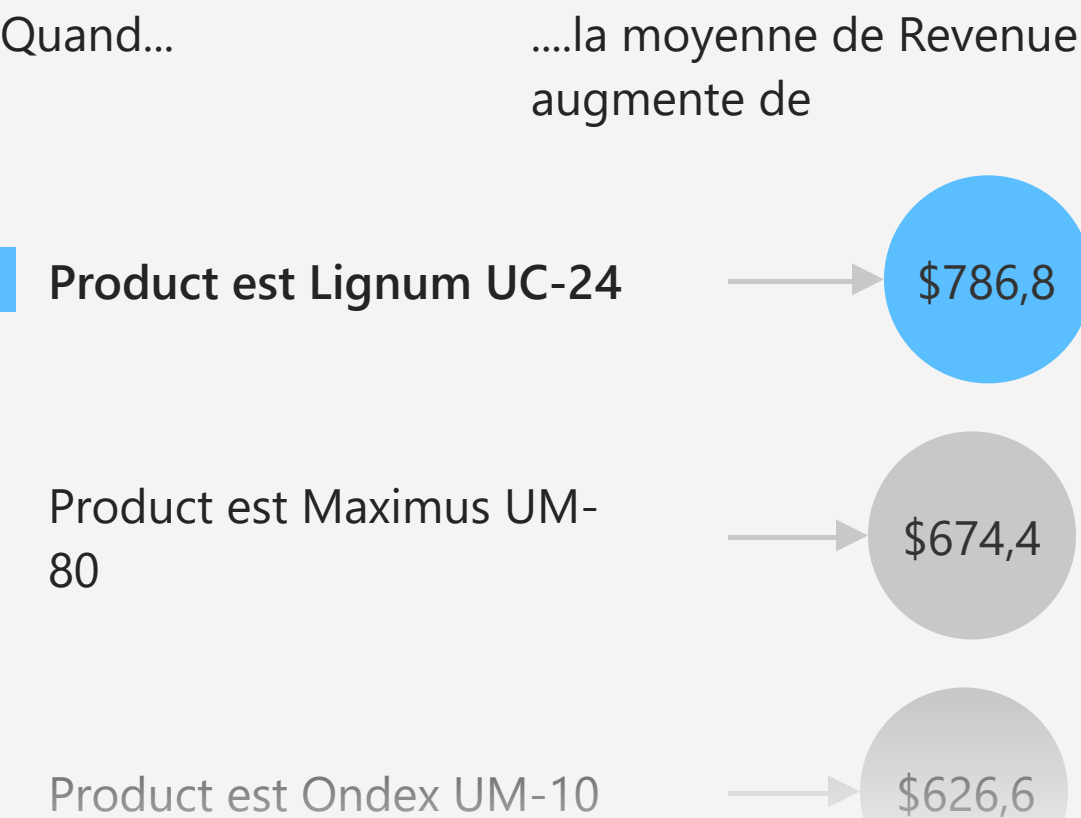 Quand...
....la moyenne de Revenue
augmente de
Product est Lignum UC-24
$786,8
Product est Maximus UM-
80
$674,4
Product est Ondex UM-10
$626,6